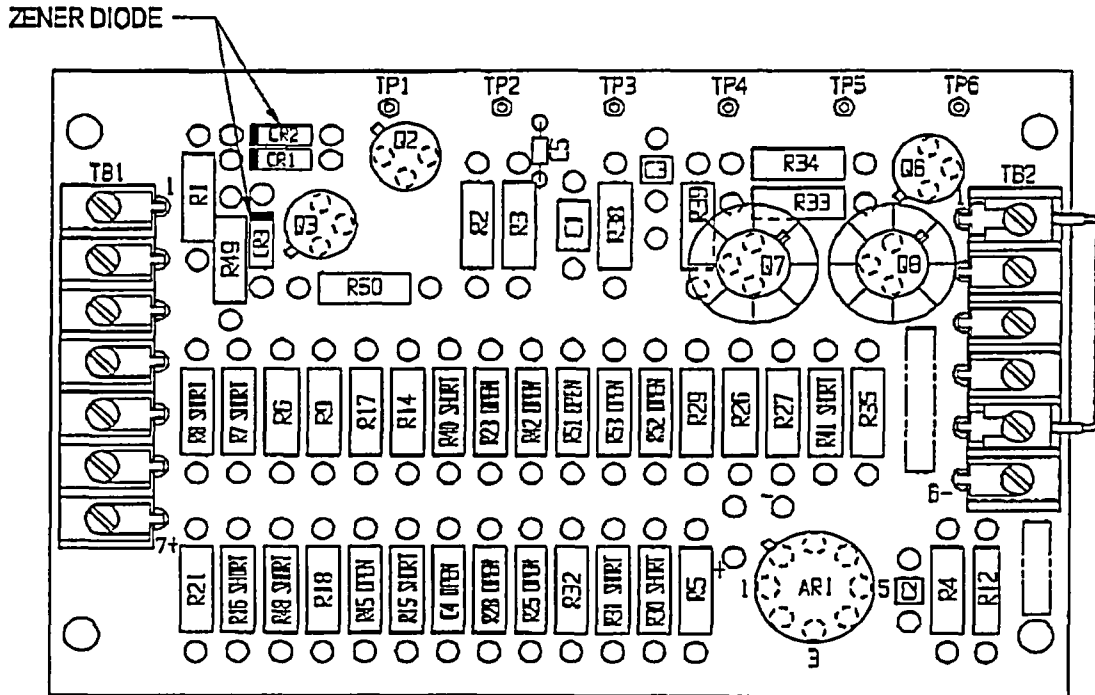 ZENER DIODE
TP1 TP2 TP3 TP4 TP5 TP6
CR2
CR1
Q2
C3
R34
Q6
TB1
1
R1
R49
CR3
Q3
R2
R3
C1
R38
R39
R33
TB2
1
Q7
Q8
R50
R8 SHORT
R7 SHORT
R6
R9
R17
R14
R40 SHORT
R23 OPEN
R42 OPEN
R51 OPEN
R53 OPEN
R52 OPEN
R29
R26
R27
R41 SHORT
R35
6-
7+
R21
R16 SHORT
R48 SHORT
R18
R45 OPEN
R15 SHORT
C4 OPEN
R28 OPEN
R25 OPEN
R32
R31 SHORT
R30 SHORT
R5
+
-
1
AR1
5
3
C2
R4
R12